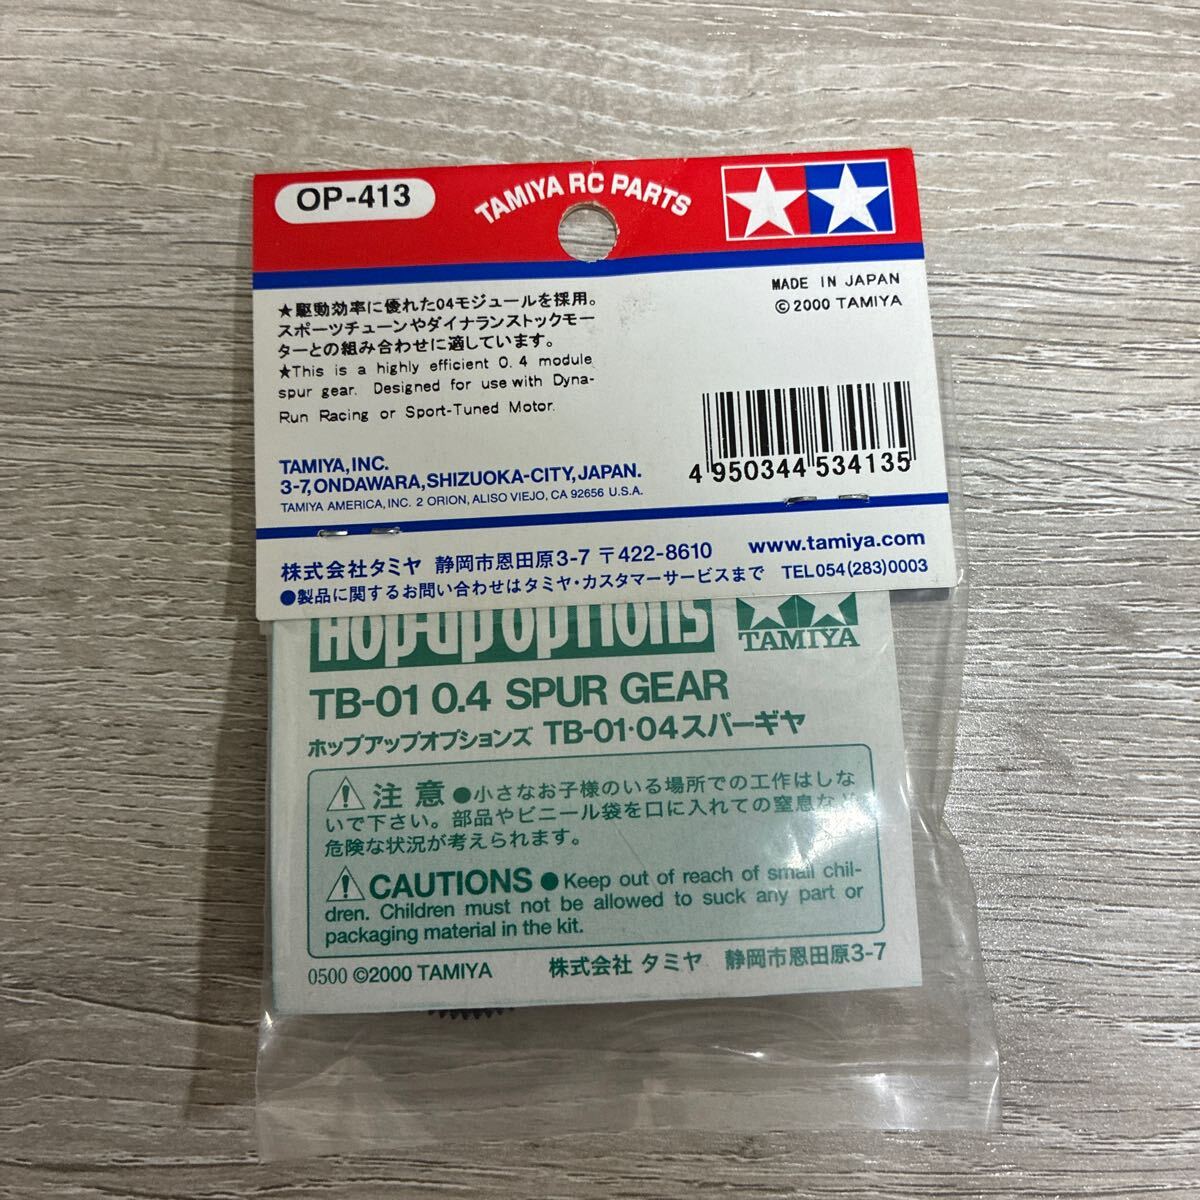 OP-413
TAMIYA RC PARTS
MADE IN JAPAN
©2000 TAMIYA
★駆動効率に優れた04モジュールを採用。
スポーツチューンやダイナランストックモー
ターとの組み合わせに適しています。
★This is a highly efficient 0.4 module
spur gear. Designed for use with Dyna-
Run Racing or Sport-Tuned Motor.
4 950344 534135
TAMIYA, INC.
3-7, ONDAWARA, SHIZUOKA-CITY, JAPAN.
TAMIYA AMERICA, INC. 2 ORION, ALISO VIEJO, CA 92656 U.S.A.
株式会社タミヤ 静岡市恩田原3-7 〒422-8610 www.tamiya.com
●製品に関するお問い合わせはタミヤ・カスタマーサービスまで TEL054(283)0003
Hop-up options
TAMIYA
TB-01 0.4 SPUR GEAR
ホップアップオプションズ TB-01·04スパーギヤ
注意 ●小さなお子様のいる場所での工作はしな
いで下さい。部品やビニール袋を口に入れての窒息など
危険な状況が考えられます。
CAUTIONS ●Keep out of reach of small chil-
dren. Children must not be allowed to suck any part or
packaging material in the kit.
0500 ©2000 TAMIYA 株式会社 タミヤ 静岡市恩田原3-7